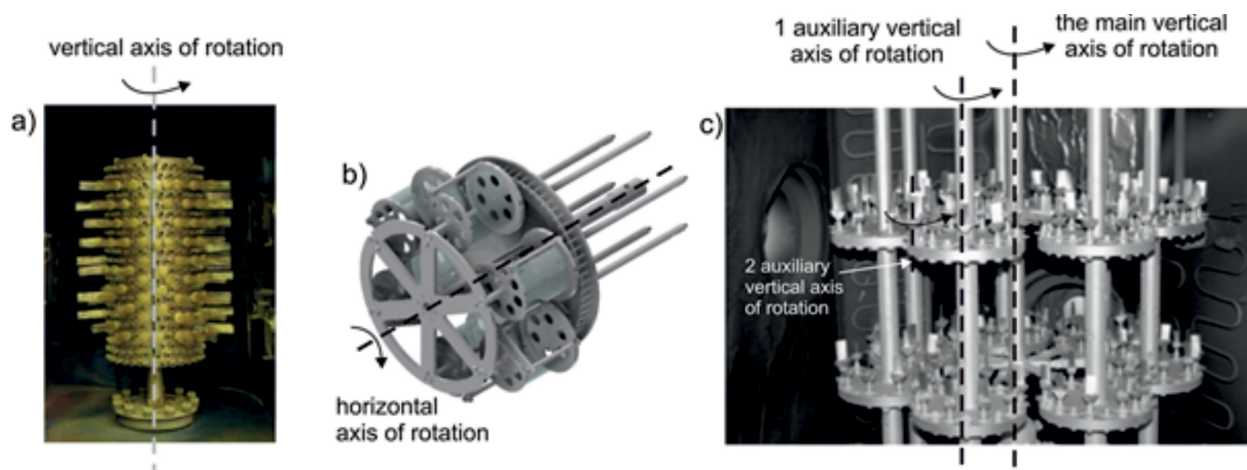 vertical axis of rotation
a)
b)
horizontal
axis of rotation
c)
1 auxiliary vertical
axis of rotation
the main vertical
axis of rotation
2 auxiliary
vertical axis
of rotation